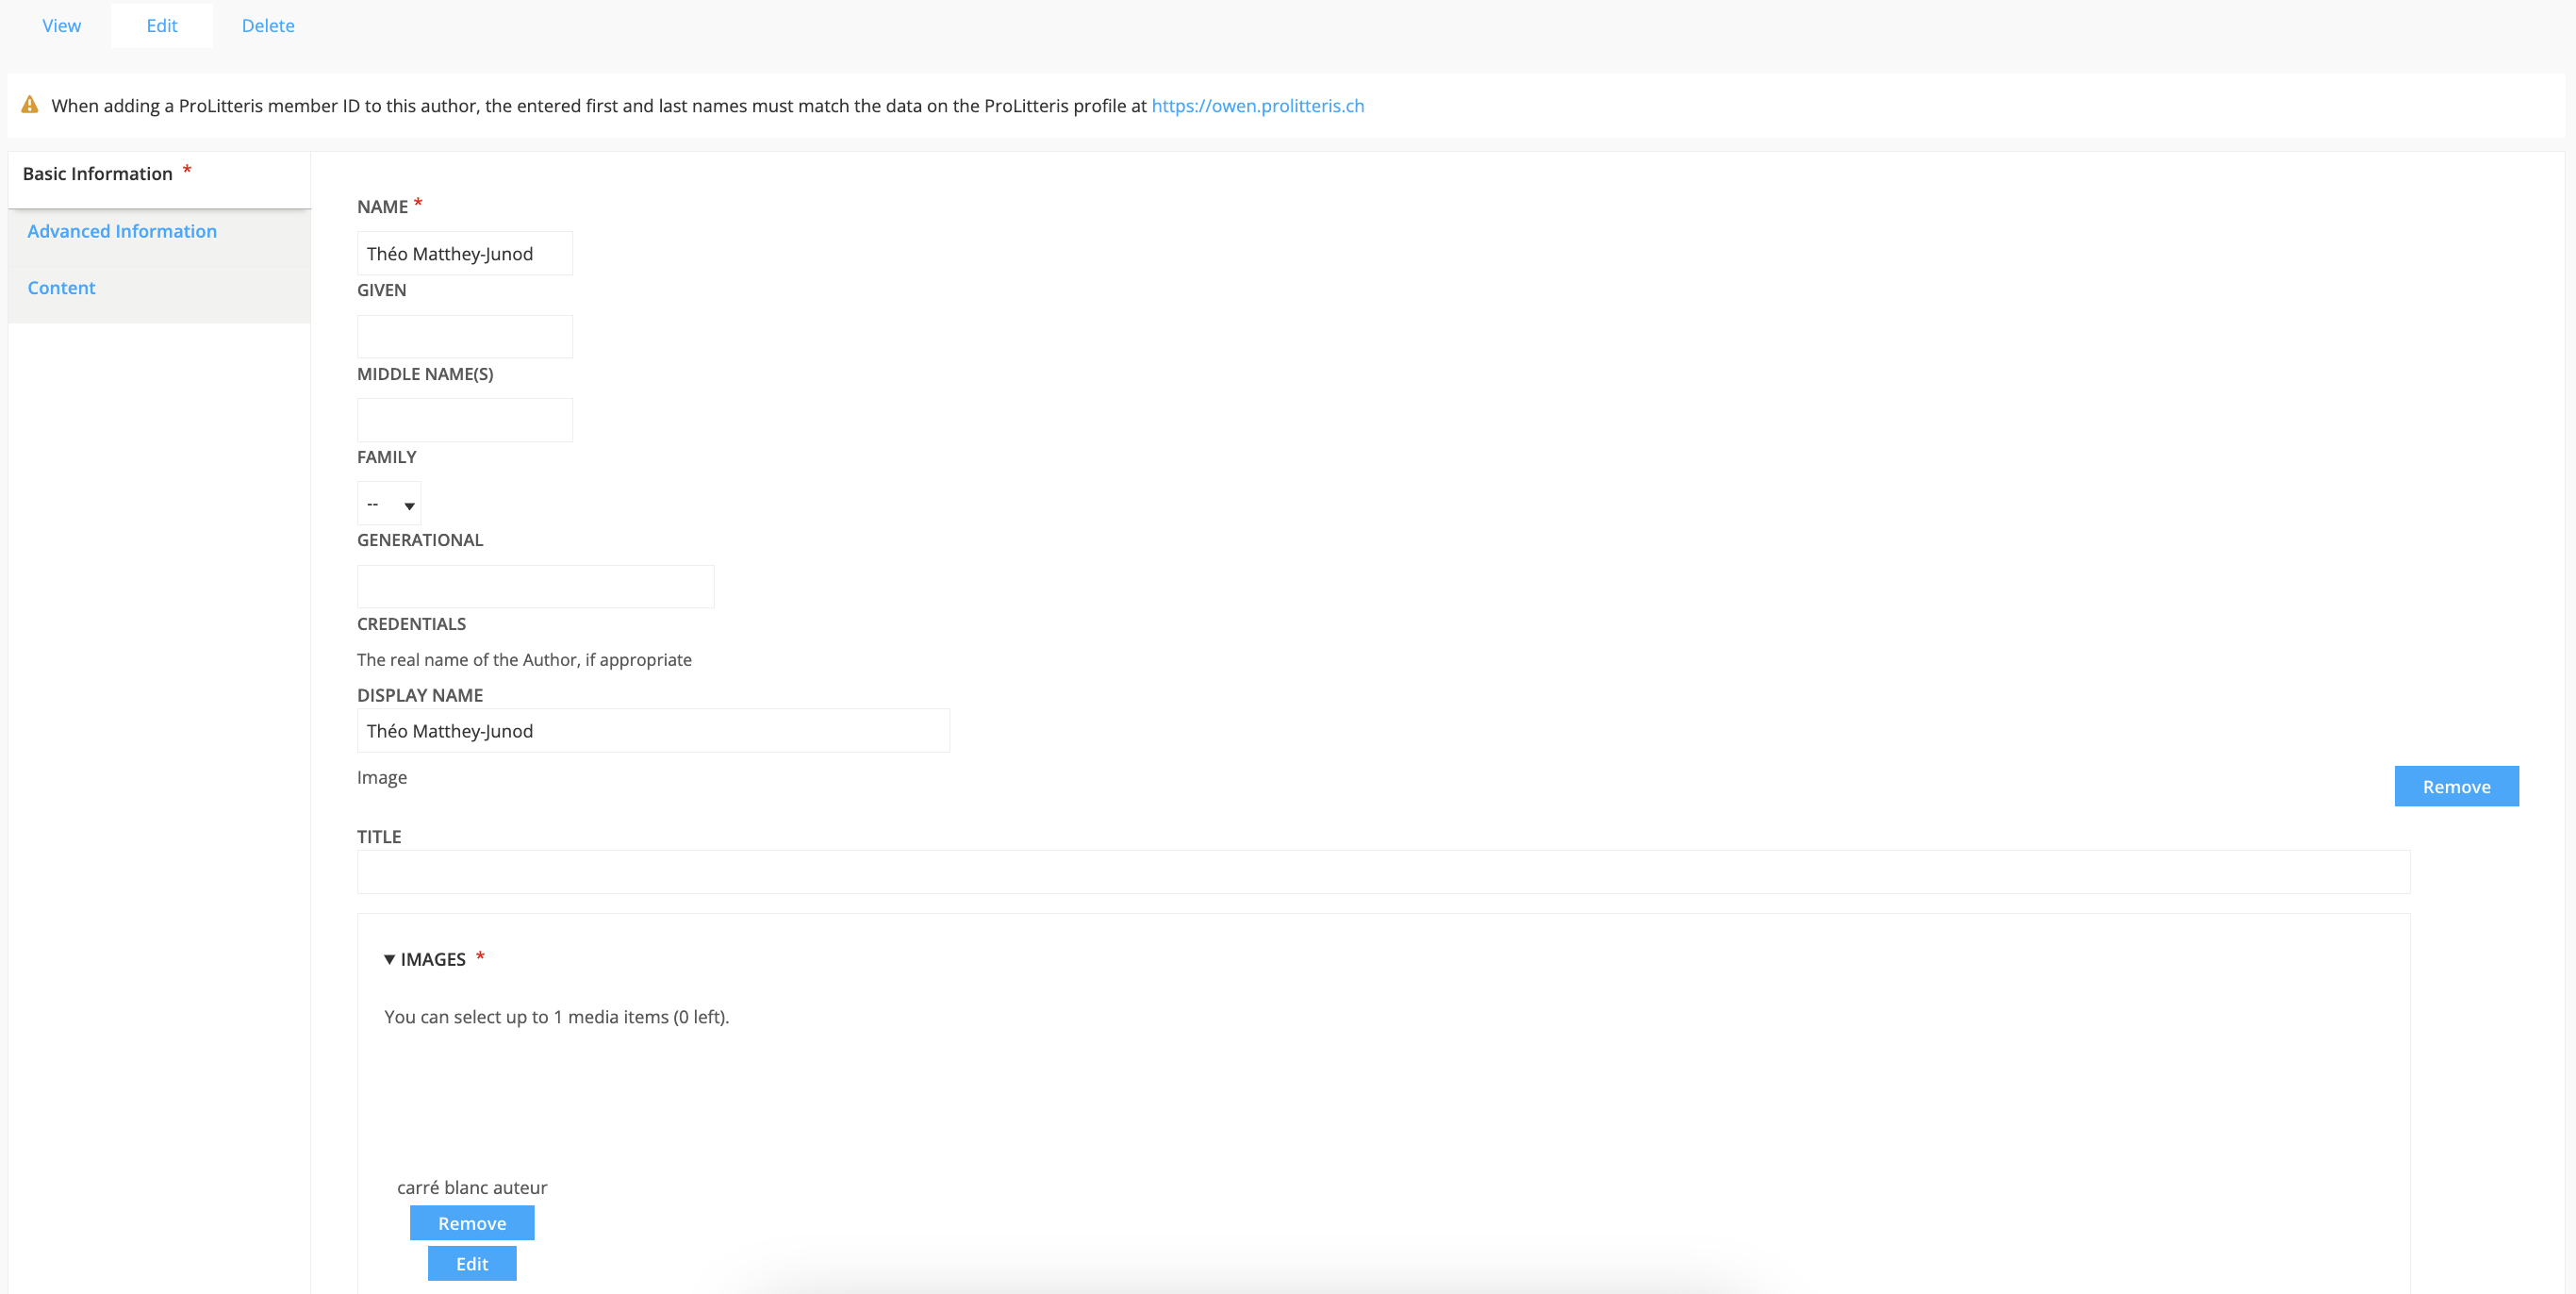 View Edit Delete
When adding a ProLitteris member ID to this author, the entered first and last names must match the data on the ProLitteris profile at https://owen.prolitteris.ch
Basic Information *
Advanced Information
Content
NAME *
Théo Matthey-Junod
GIVEN
MIDDLE NAME(S)
FAMILY
--
GENERATIONAL
CREDENTIALS
The real name of the Author, if appropriate
DISPLAY NAME
Théo Matthey-Junod
Image
Remove
TITLE
IMAGES *
You can select up to 1 media items (0 left).
carré blanc auteur
Remove
Edit